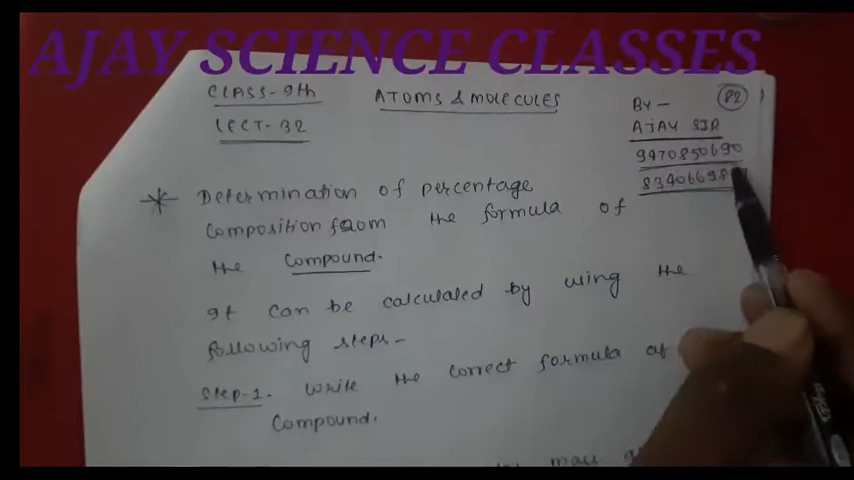 AJAY SCIENCE CLASSES
CLASS-9th
ATOMS & MOLECULES
BY-
82
LECT-32
AJAY SIR
9470850690
Determination of percentage
Composition from the formula of
the Compound.
It can be calculated by using the
following steps-
Step-1. Write the correct formula of
Compound.